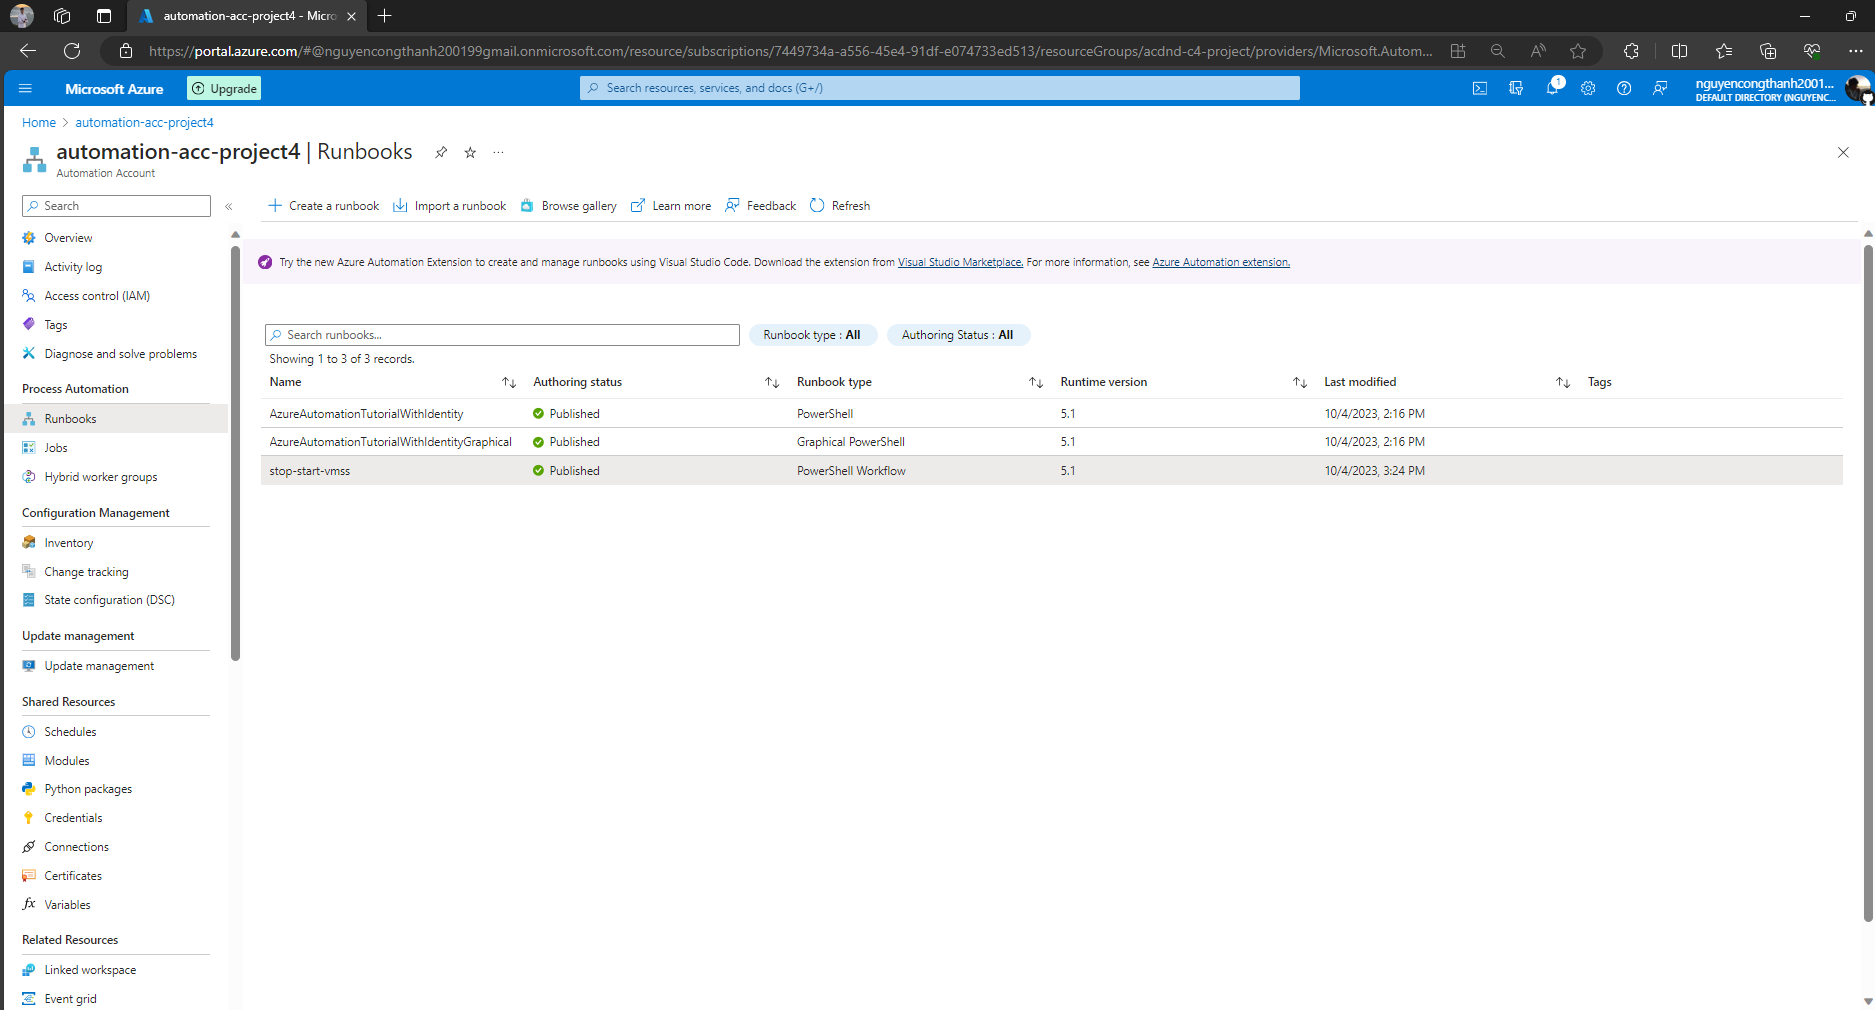 automation-acc-project4 - Micro
https://portal.azure.com/#@nguyencongthanh200199gmail.onmicrosoft.com/resource/subscriptions/7449734a-a556-45e4-91df-e074733ed513/resourceGroups/acdnd-c4-project/providers/Microsoft.Autom...
Microsoft Azure
Upgrade
Search resources, services, and docs (G+/)
1
nguyencongthanh2001...
DEFAULT DIRECTORY (NGUYENC...
Home > automation-acc-project4
automation-acc-project4 | Runbooks
Automation Account
Search
Create a runbook Import a runbook Browse gallery Learn more Feedback Refresh
Overview
Activity log
Access control (IAM)
Tags
Diagnose and solve problems
Process Automation
Runbooks
Jobs
Hybrid worker groups
Configuration Management
Inventory
Change tracking
State configuration (DSC)
Update management
Update management
Shared Resources
Schedules
Modules
Python packages
Credentials
Connections
Certificates
Variables
Related Resources
Linked workspace
Event grid
Try the new Azure Automation Extension to create and manage runbooks using Visual Studio Code. Download the extension from Visual Studio Marketplace. For more information, see Azure Automation extension.
Search runbooks... Runbook type : All Authoring Status : All
Showing 1 to 3 of 3 records.
Name Authoring status Runbook type Runtime version Last modified Tags
AzureAutomationTutorialWithIdentity Published PowerShell 5.1 10/4/2023, 2:16 PM
AzureAutomationTutorialWithIdentityGraphical Published Graphical PowerShell 5.1 10/4/2023, 2:16 PM
stop-start-vmss Published PowerShell Workflow 5.1 10/4/2023, 3:24 PM